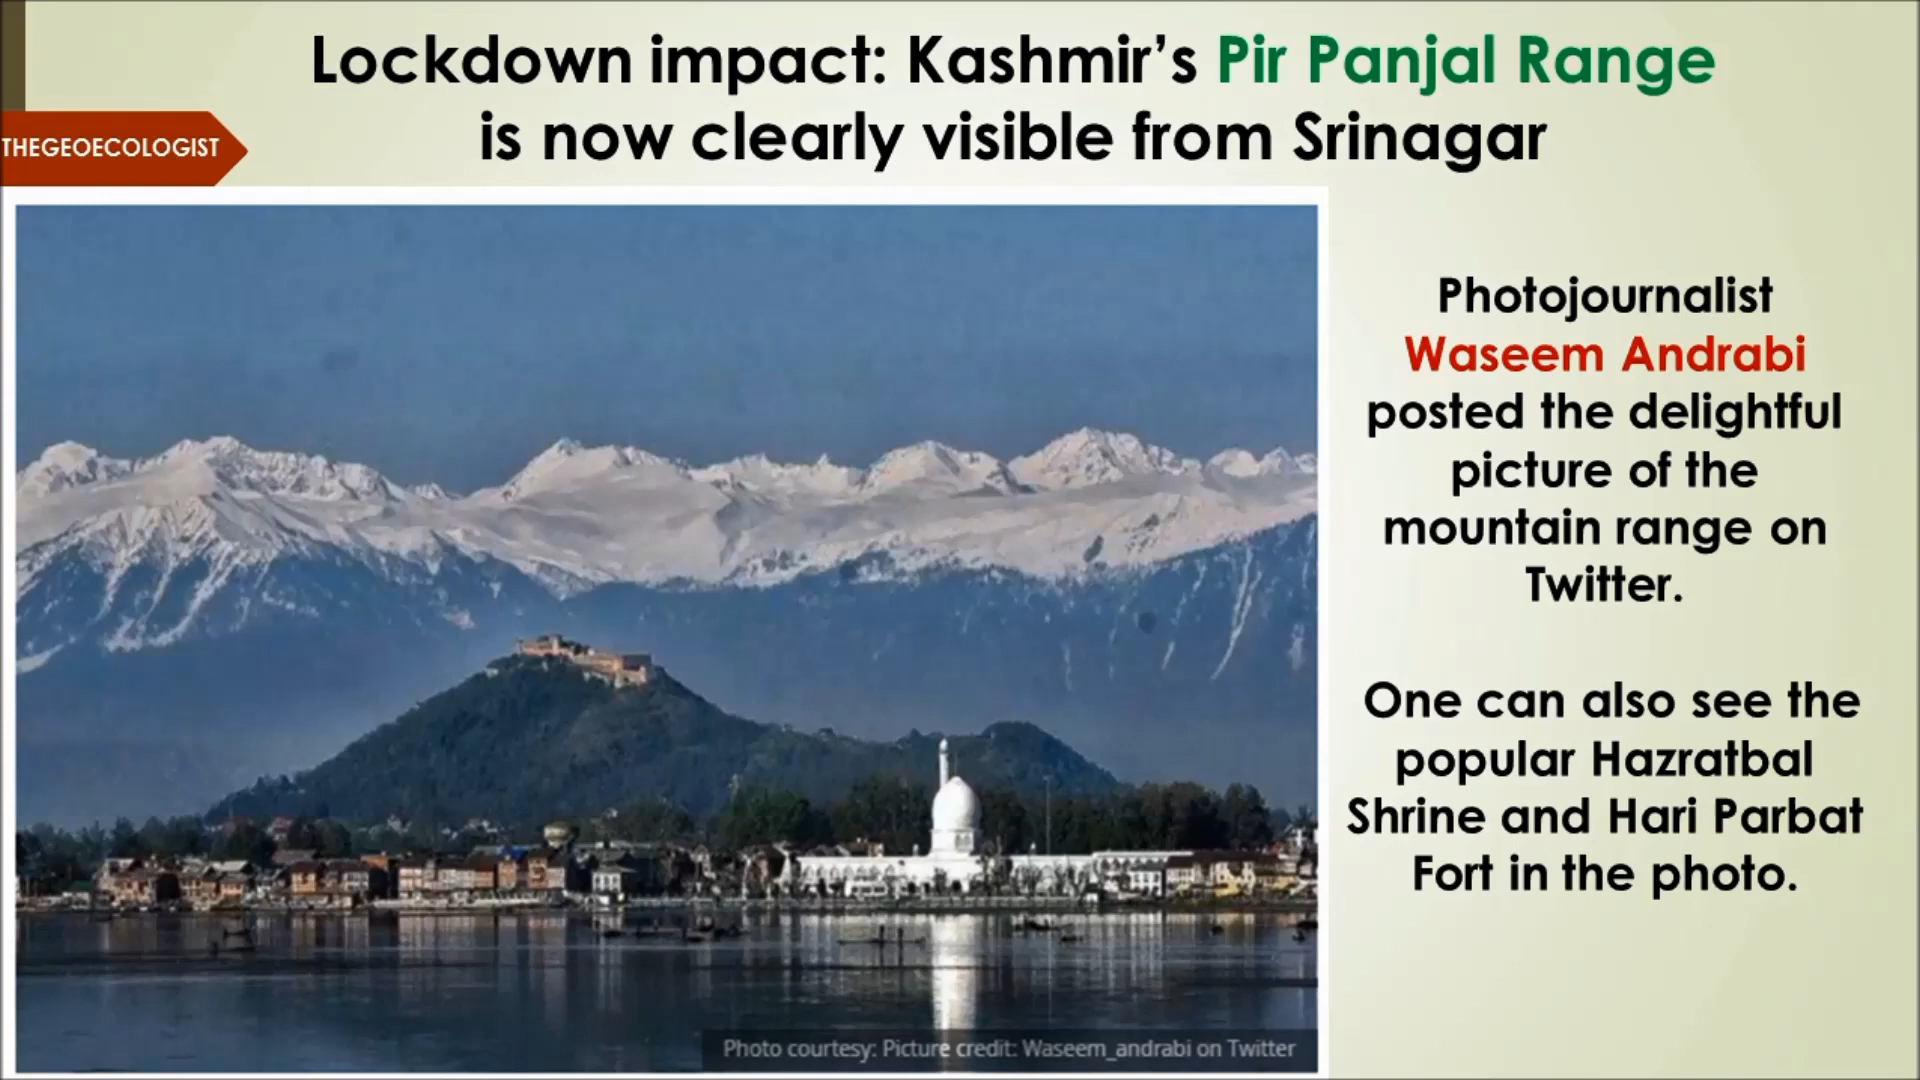 Lockdown impact: Kashmir’s Pir Panjal Range
is now clearly visible from Srinagar
THEGEOECOLOGIST
Photojournalist
Waseem Andrabi
posted the delightful
picture of the
mountain range on
Twitter.
One can also see the
popular Hazratbal
Shrine and Hari Parbat
Fort in the photo.
Photo courtesy: Picture credit: Waseem_andrabi on Twitter